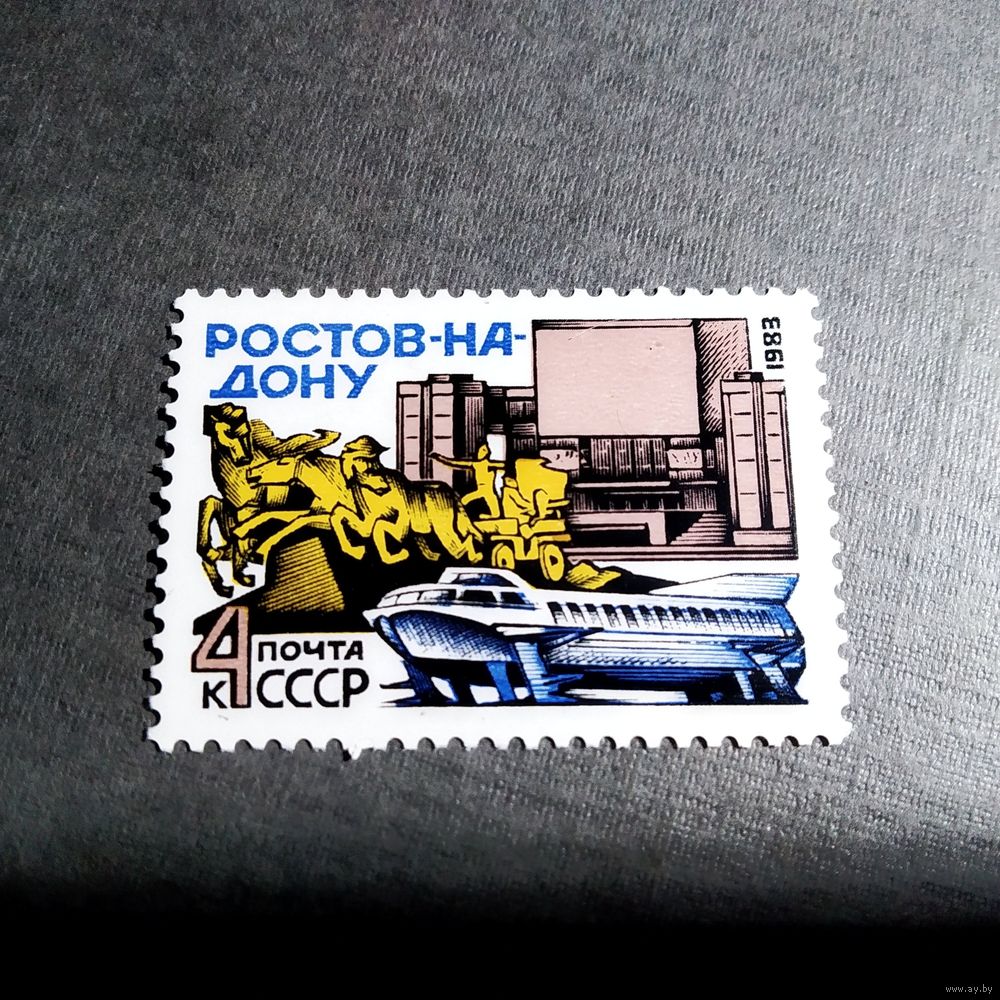 РОСТОВ-НА-
ДОНУ
1983
4 ПОЧТА
К СССР
www.ay.by